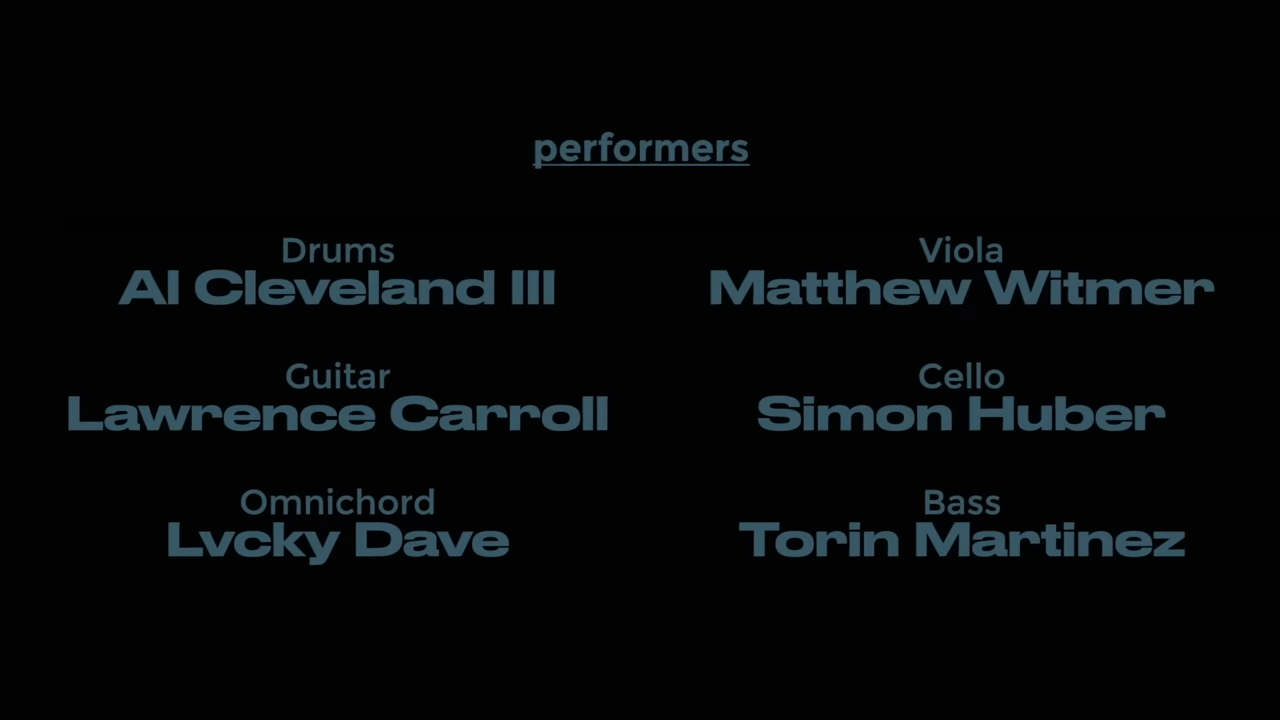 performers
Drums
Al Cleveland III
Guitar
Lawrence Carroll
Omnichord
Lvcky Dave
Viola
Matthew Witmer
Cello
Simon Huber
Bass
Torin Martinez